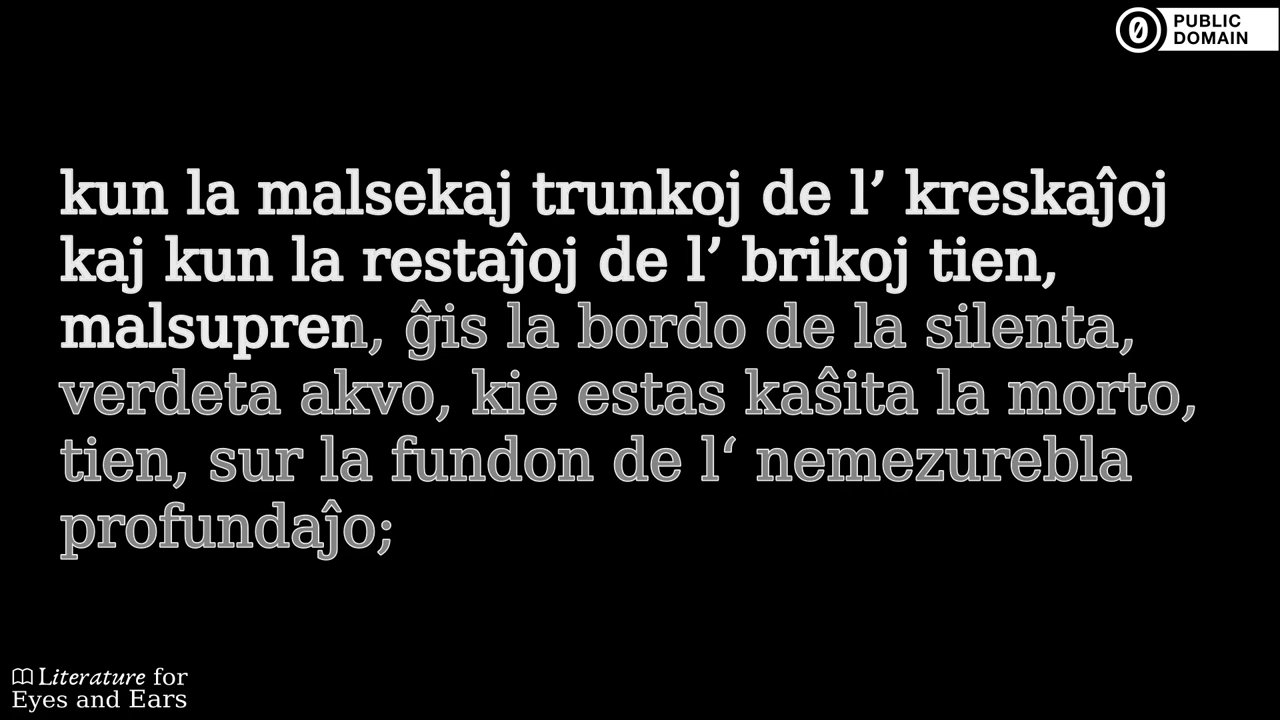 PUBLIC
DOMAIN
kun la malsekaj trunkoj de l’ kreskaĵoj
kaj kun la restaĵoj de l’ brikoj tien,
malsupren, ĝis la bordo de la silenta,
verdeta akvo, kie estas kaŝita la morto,
tien, sur la fundon de l‘ nemezurebla
profundaĵo;
Literature for
Eyes and Ears